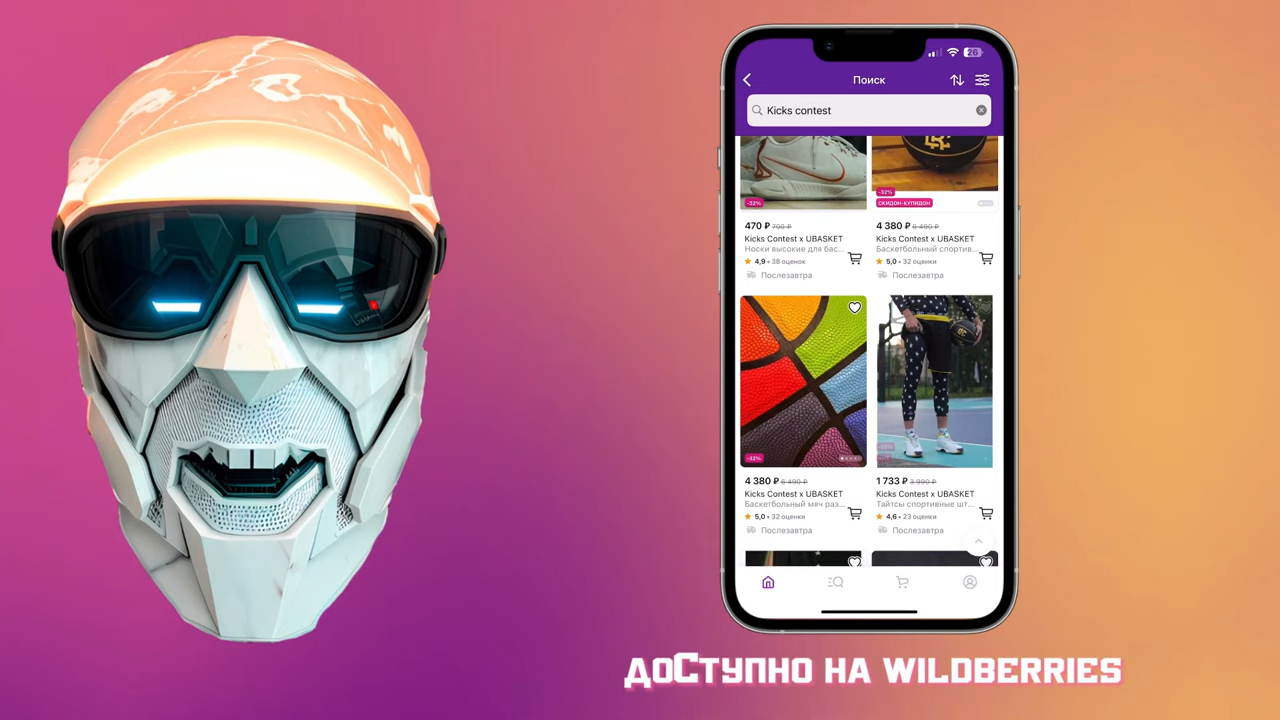 26
Поиск
Kicks contest
-32%
-32%
СКИДОН-КУПИДОН
470 ₽ 700 ₽
Kicks Contest x UBASKET
Носки высокие для бас...
4,9 • 38 оценок
Послезавтра
4 380 ₽ 6 490 ₽
Kicks Contest x UBASKET
Баскетбольный спортив...
5,0 • 32 оценки
Послезавтра
-32%
4 380 ₽ 6 490 ₽
Kicks Contest x UBASKET
Баскетбольный мяч раз...
5,0 • 32 оценки
Послезавтра
1 733 ₽ 3 990 ₽
Kicks Contest x UBASKET
Тайтсы спортивные шт...
4,6 • 23 оценки
Послезавтра
ДОСТУПНО НА WILDBERRIES